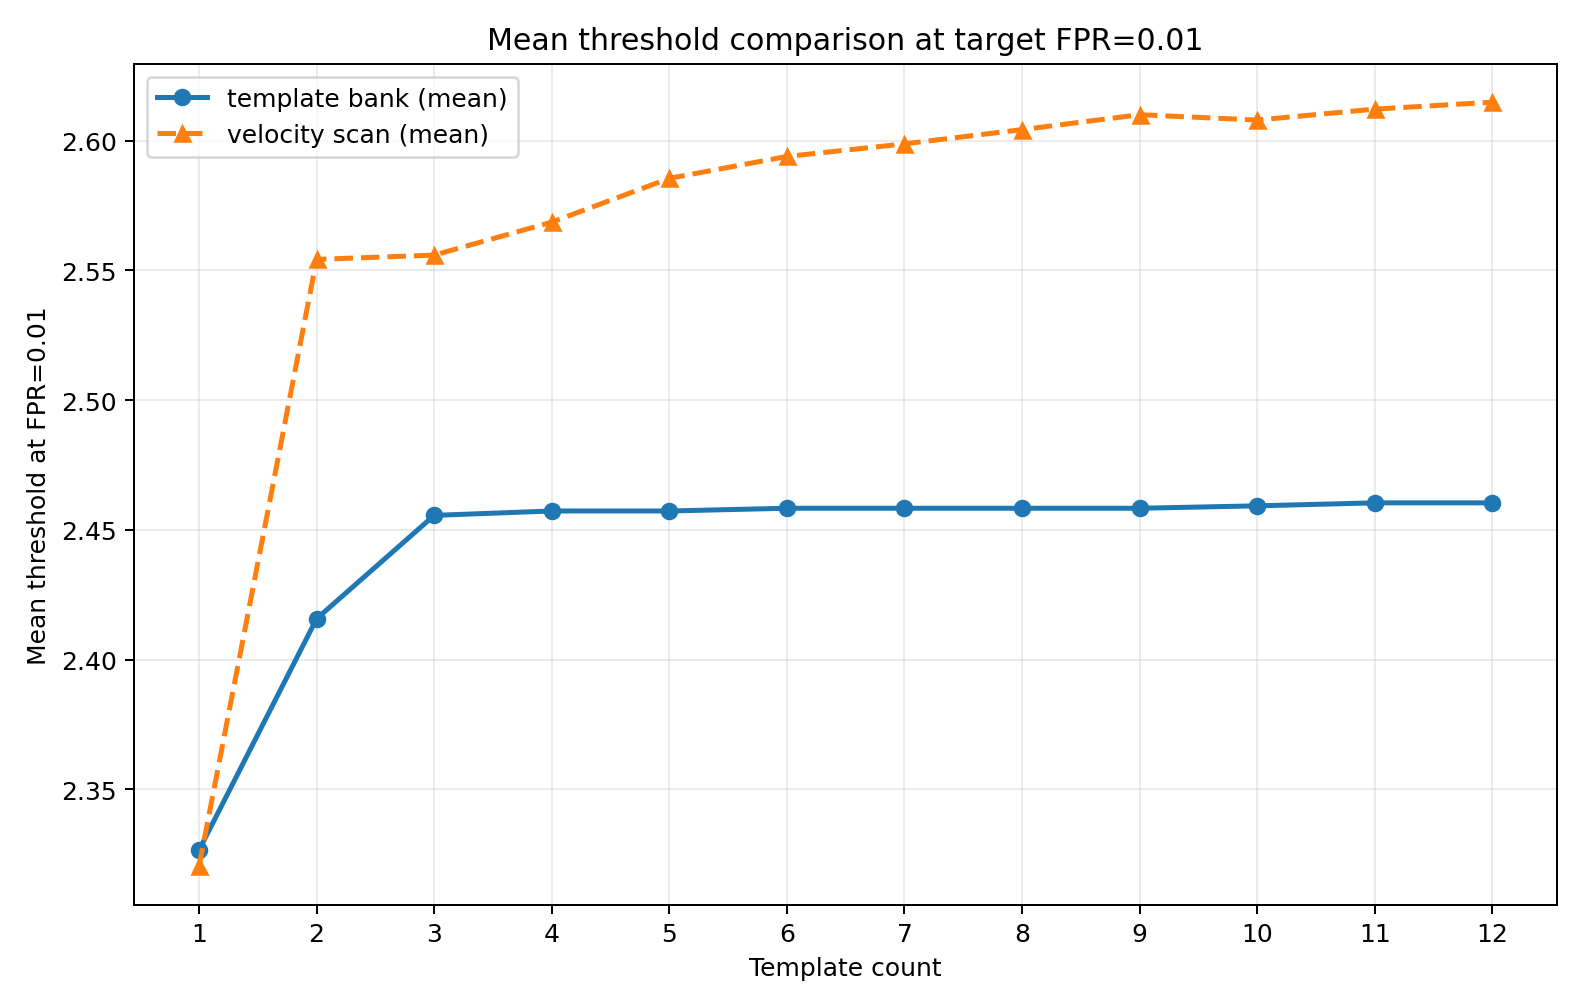 Mean threshold comparison at target FPR=0.01
template bank (mean)
velocity scan (mean)
Mean threshold at FPR=0.01
2.60
2.55
2.50
2.45
2.40
2.35
1 2 3 4 5 6 7 8 9 10 11 12
Template count